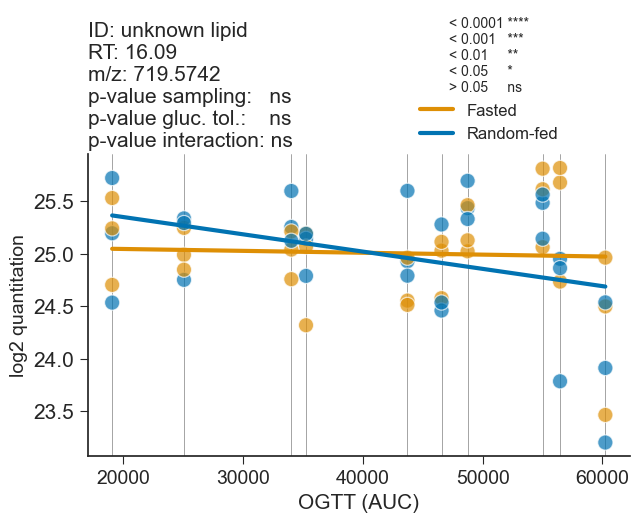 ID: unknown lipid
RT: 16.09
m/z: 719.5742
p-value sampling: ns
p-value gluc. tol.: ns
p-value interaction: ns
< 0.0001 ****
< 0.001 ***
< 0.01 **
< 0.05 *
> 0.05 ns
Fasted
Random-fed
log2 quantitation
25.5
25.0
24.5
24.0
23.5
20000 30000 40000 50000 60000
OGTT (AUC)